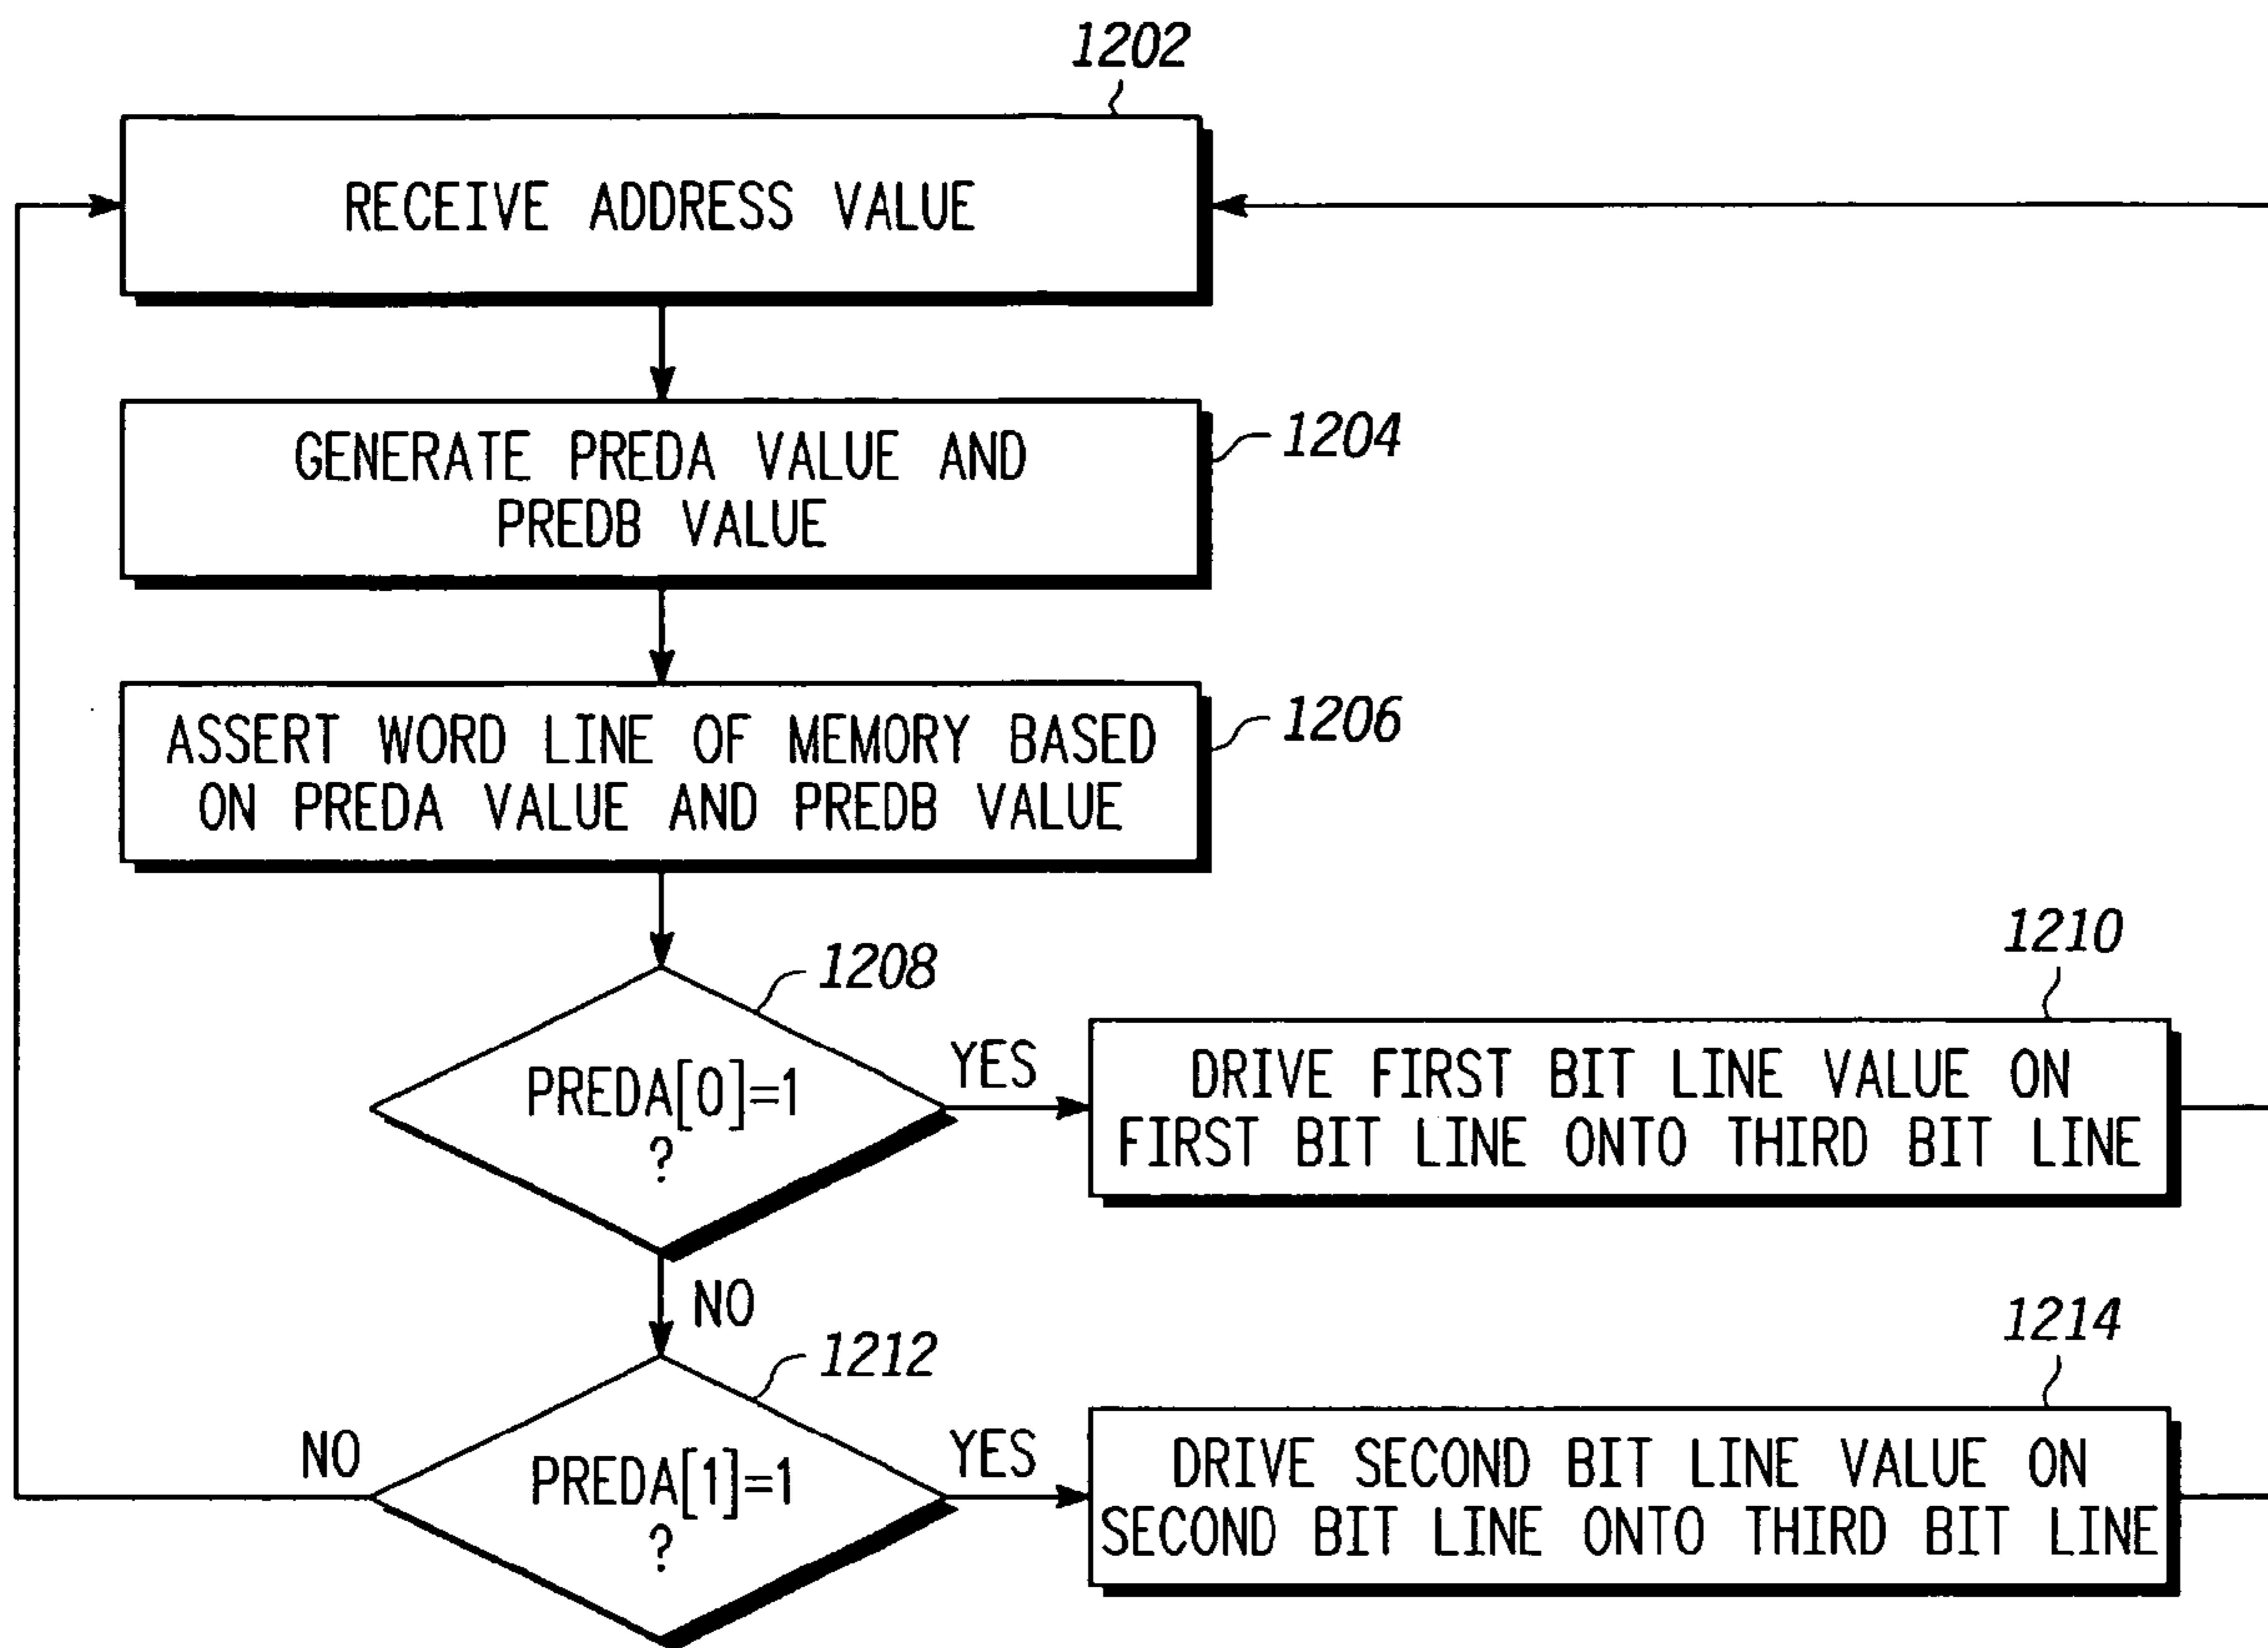 1202
RECEIVE ADDRESS VALUE
GENERATE PREDA VALUE AND
PREDB VALUE
1204
ASSERT WORD LINE OF MEMORY BASED
ON PREDA VALUE AND PREDB VALUE
1206
1208
PREDA[0]=1
?
YES
1210
DRIVE FIRST BIT LINE VALUE ON
FIRST BIT LINE ONTO THIRD BIT LINE
NO
1212
NO
PREDA[1]=1
?
YES
1214
DRIVE SECOND BIT LINE VALUE ON
SECOND BIT LINE ONTO THIRD BIT LINE